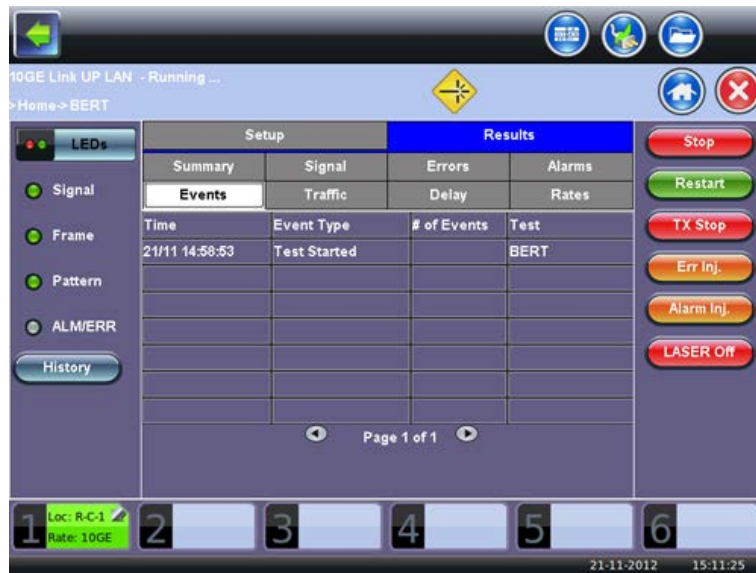 10GE Link UP LAN - Running ...
>Home->BERT
LEDs
Signal
Frame
Pattern
ALM/ERR
History
Setup Results
Summary Signal Errors Alarms
Events Traffic Delay Rates
Time Event Type # of Events Test
21/11 14:58:53 Test Started BERT
Page 1 of 1
Stop
Restart
TX Stop
Err Inj.
Alarm Inj.
LASER Off
1 Loc: R-C-1
Rate: 10GE
2
3
4
5
6
21-11-2012 15:11:25